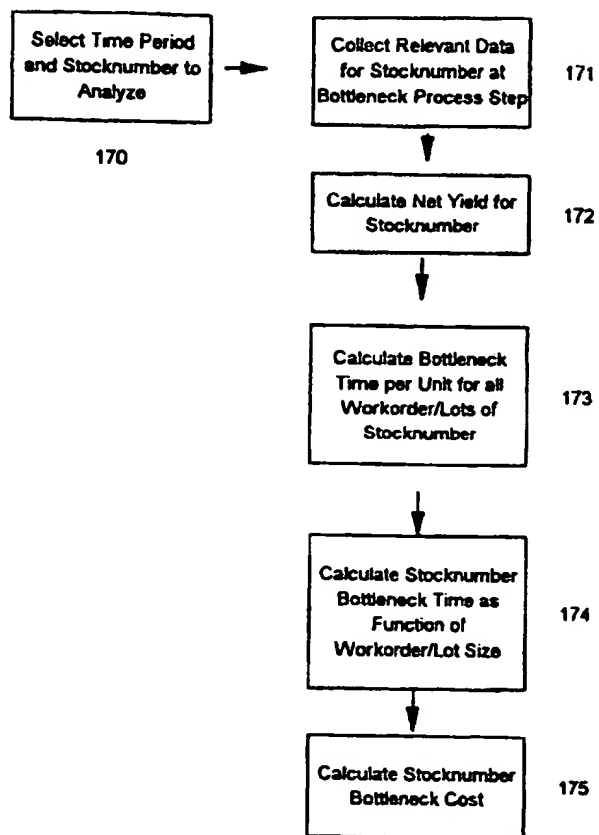 Select Time Period
and Stocknumber to
Analyze
170
Collect Relevant Data
for Stocknumber at
Bottleneck Process Step
171
Calculate Net Yield for
Stocknumber
172
Calculate Bottleneck
Time per Unit for all
Workorder/Lots of
Stocknumber
173
Calculate Stocknumber
Bottleneck Time as
Function of
Workorder/Lot Size
174
Calculate Stocknumber
Bottleneck Cost
175